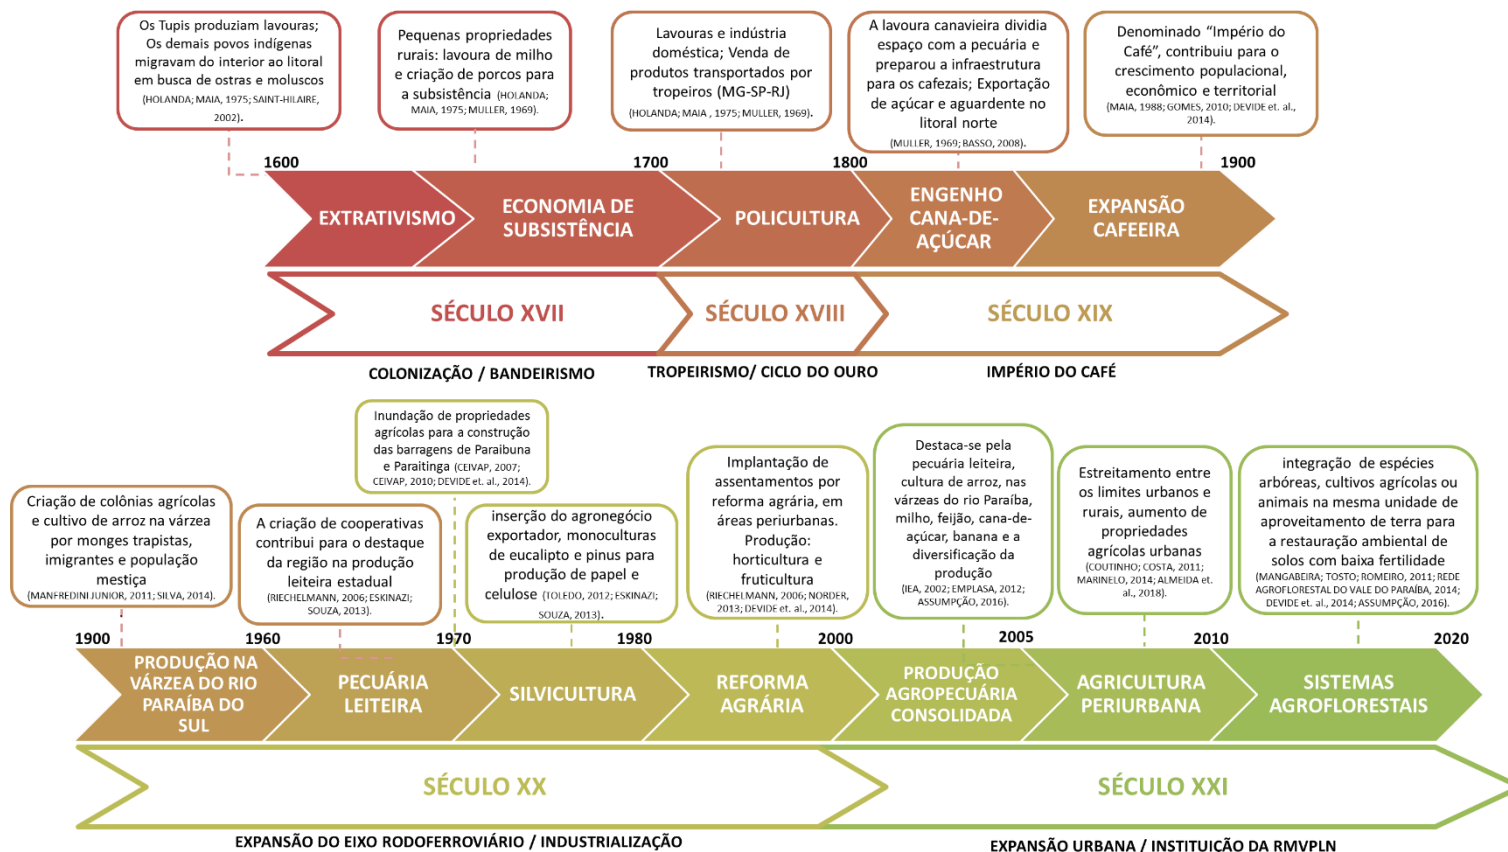 Os Tupis produziam lavouras;
Os demais povos indígenas
migravam do interior ao litoral
em busca de ostras e moluscos
(HOLANDA; MAIA, 1975; SAINT-HILAIRE,
2002).
Pequenas propriedades
rurais: lavoura de milho
e criação de porcos para
a subsistência (HOLANDA;
MAIA, 1975; MULLER, 1969).
Lavouras e indústria
doméstica; Venda de
produtos transportados por
tropeiros (MG-SP-RJ)
(HOLANDA; MAIA , 1975; MULLER, 1969).
A lavoura canavieira dividia
espaço com a pecuária e
preparou a infraestrutura
para os cafezais; Exportação
de açúcar e aguardente no
litoral norte
(MULLER, 1969; BASSO, 2008).
Denominado “Império do
Café”, contribuiu para o
crescimento populacional,
econômico e territorial
(MAIA, 1988; GOMES, 2010; DEVIDE et. al.,
2014).
1600
1700
1800
1900
EXTRATIVISMO
ECONOMIA DE
SUBSISTÊNCIA
POLICULTURA
ENGENHO
CANA-DE-
AÇÚCAR
EXPANSÃO
CAFEEIRA
SÉCULO XVII
SÉCULO XVIII
SÉCULO XIX
COLONIZAÇÃO / BANDEIRISMO
TROPEIRISMO/ CICLO DO OURO
IMPÉRIO DO CAFÉ
Criação de colônias agrícolas
e cultivo de arroz na várzea
por monges trapistas,
imigrantes e população
mestiça
(MANFREDINI JUNIOR, 2011; SILVA, 2014).
A criação de cooperativas
contribui para o destaque
da região na produção
leiteira estadual
(RIECHELMANN, 2006; ESKINAZI;
SOUZA, 2013).
Inundação de propriedades
agrícolas para a construção
das barragens de Paraibuna
e Paraitinga (CEIVAP, 2007;
CEIVAP, 2010; DEVIDE et. al., 2014).
inserção do agronegócio
exportador, monoculturas
de eucalipto e pinus para
produção de papel e
celulose (TOLEDO, 2012; ESKINAZI;
SOUZA, 2013).
Implantação de
assentamentos por
reforma agrária, em
áreas periurbanas.
Produção:
horticultura e
fruticultura
(RIECHELMANN, 2006; NORDER,
2013; DEVIDE et. al., 2014).
Destaca-se pela
pecuária leiteira,
cultura de arroz, nas
várzeas do rio Paraíba,
milho, feijão, cana-de-
açúcar, banana e a
diversificação da
produção
(IEA, 2002; EMPLASA, 2012;
ASSUMPÇÃO, 2016).
Estreitamento entre
os limites urbanos e
rurais, aumento de
propriedades
agrícolas urbanas
(COUTINHO; COSTA, 2011;
MARINELO, 2014; ALMEIDA et.
al., 2018).
integração de espécies
arbóreas, cultivos agrícolas ou
animais na mesma unidade de
aproveitamento de terra para
a restauração ambiental de
solos com baixa fertilidade
(MANGABEIRA; TOSTO; ROMEIRO, 2011; REDE
AGROFLORESTAL DO VALE DO PARAÍBA, 2014;
DEVIDE et. al., 2014; ASSUMPÇÃO, 2016).
1900
1960
1970
1980
2000
2005
2010
2020
PRODUÇÃO NA
VÁRZEA DO RIO
PARAÍBA DO
SUL
PECUÁRIA
LEITEIRA
SILVICULTURA
REFORMA
AGRÁRIA
PRODUÇÃO
AGROPECUÁRIA
CONSOLIDADA
AGRICULTURA
PERIURBANA
SISTEMAS
AGROFLORESTAIS
SÉCULO XX
SÉCULO XXI
EXPANSÃO DO EIXO RODOFERROVIÁRIO / INDUSTRIALIZAÇÃO
EXPANSÃO URBANA / INSTITUIÇÃO DA RMVPLN